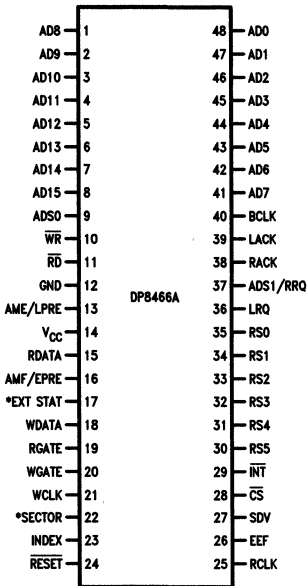 AD8 1 48 AD0
AD9 2 47 AD1
AD10 3 46 AD2
AD11 4 45 AD3
AD12 5 44 AD4
AD13 6 43 AD5
AD14 7 42 AD6
AD15 8 41 AD7
ADS0 9 40 BCLK
W̅R̅ 10 39 LACK
R̅D̅ 11 38 RACK
GND 12 37 ADS1/RRQ
DP8466A
AME/LPRE 13 36 LRQ
VCC 14 35 RS0
RDATA 15 34 RS1
AMF/EPRE 16 33 RS2
*EXT STAT 17 32 RS3
WDATA 18 31 RS4
RGATE 19 30 RS5
WGATE 20 29 I̅N̅T̅
WCLK 21 28 C̅S̅
*SECTOR 22 27 SDV
INDEX 23 26 EEF
R̅E̅S̅E̅T̅ 24 25 RCLK